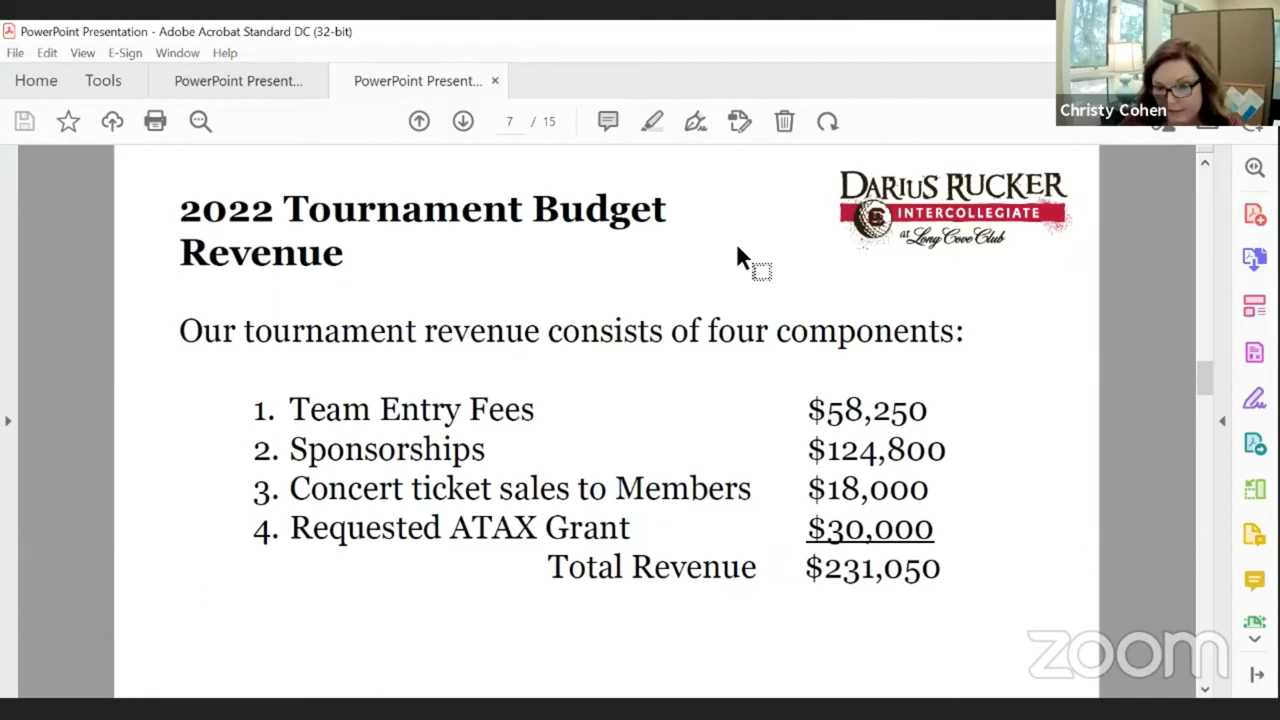 PowerPoint Presentation - Adobe Acrobat Standard DC (32-bit)
File Edit View E-Sign Window Help
Home Tools PowerPoint Present... PowerPoint Present... ×
7 / 15
Christy Cohen
2022 Tournament Budget
Revenue
DARIUS RUCKER
INTERCOLLEGIATE
at Long Cove Club
Our tournament revenue consists of four components:
1. Team Entry Fees $58,250
2. Sponsorships $124,800
3. Concert ticket sales to Members $18,000
4. Requested ATAX Grant $30,000
Total Revenue $231,050
zoom